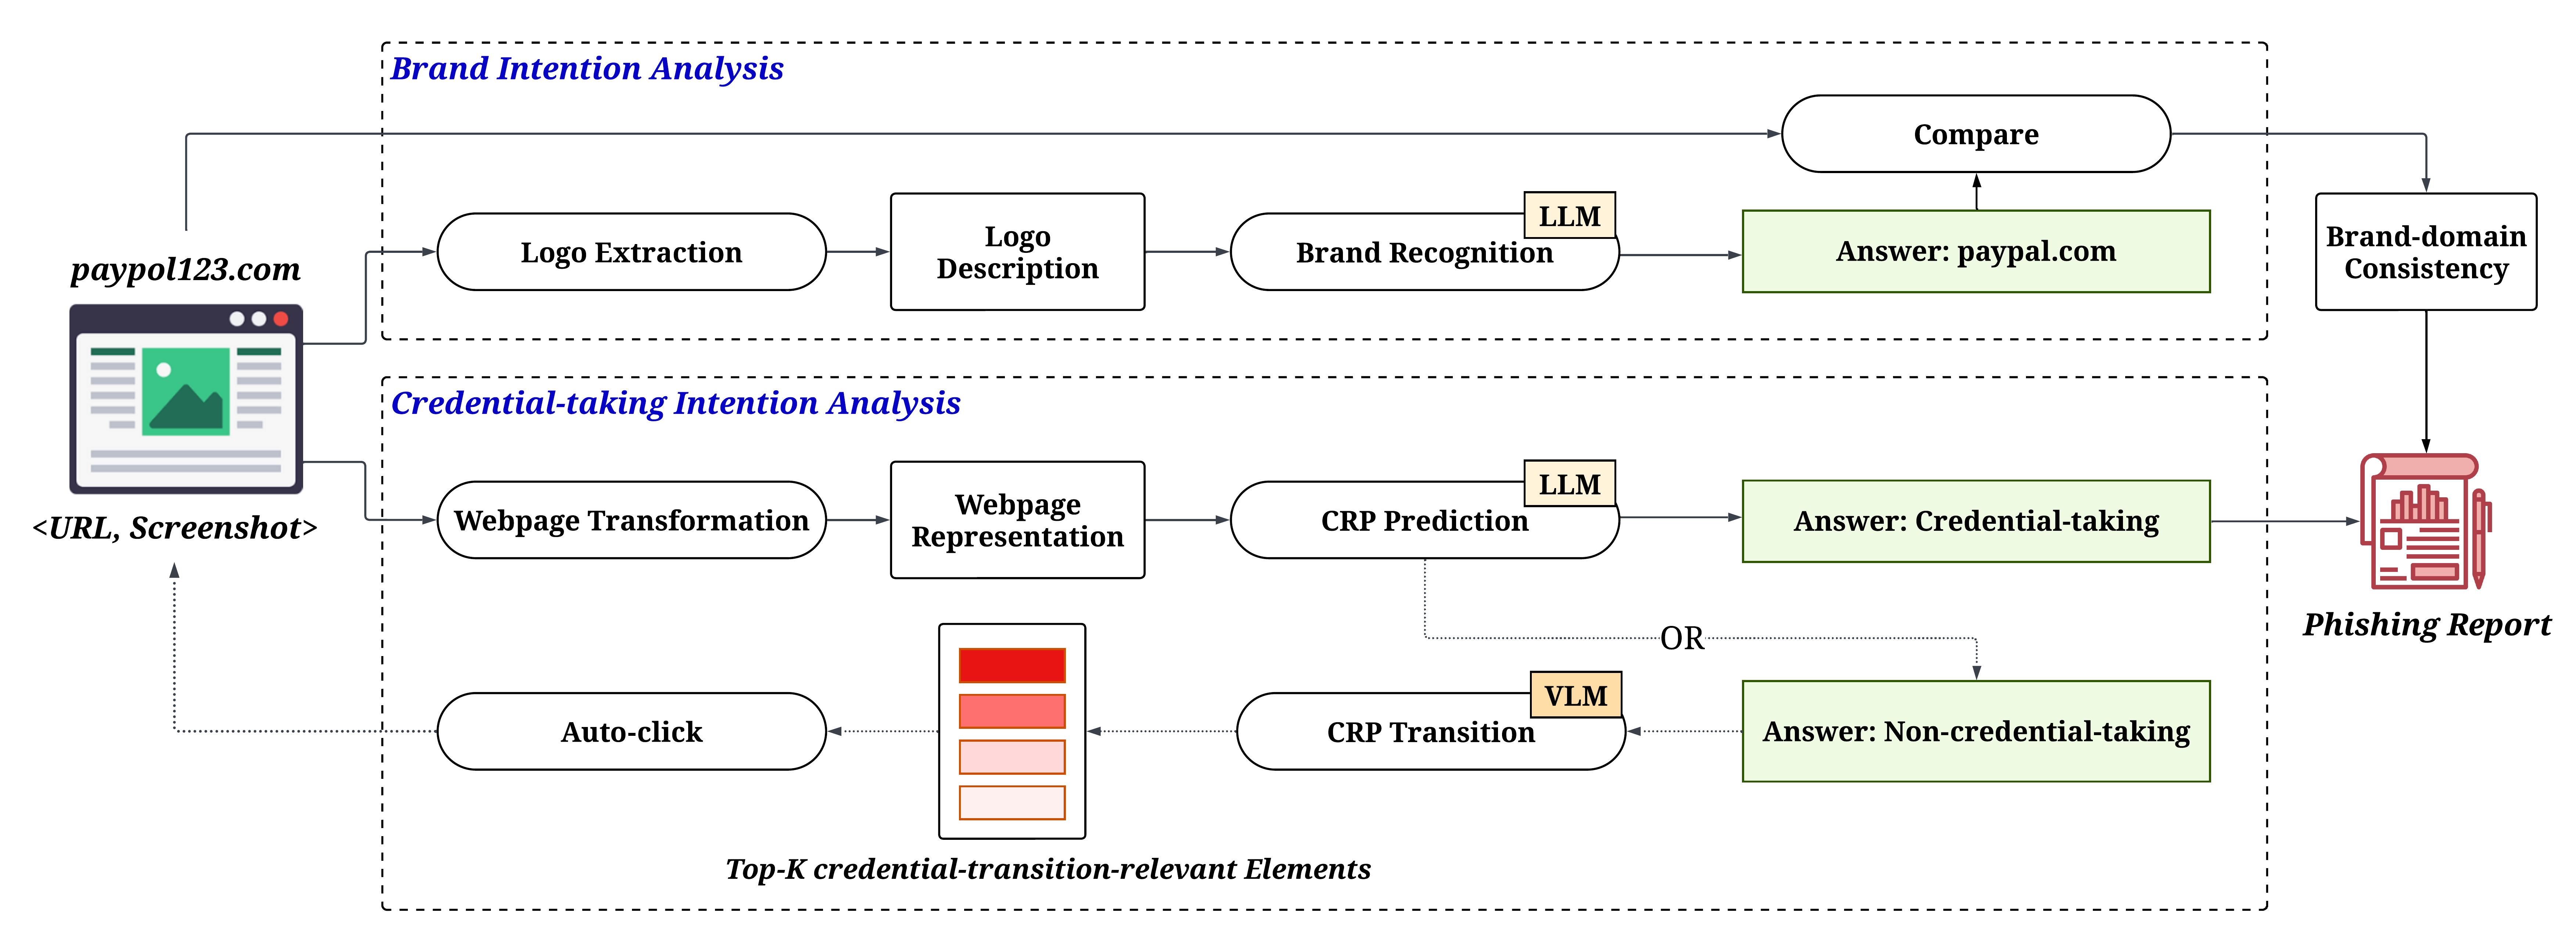 Brand Intention Analysis
Compare
paypol123.com
Logo Extraction
Logo
Description
LLM
Brand Recognition
Answer: paypal.com
Brand-domain
Consistency
<URL, Screenshot>
Credential-taking Intention Analysis
Webpage Transformation
Webpage
Representation
LLM
CRP Prediction
Answer: Credential-taking
Phishing Report
OR
Auto-click
VLM
CRP Transition
Answer: Non-credential-taking
Top-K credential-transition-relevant Elements